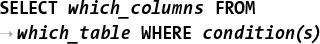 SELECT which_columns FROM
→ which_table WHERE condition(s)